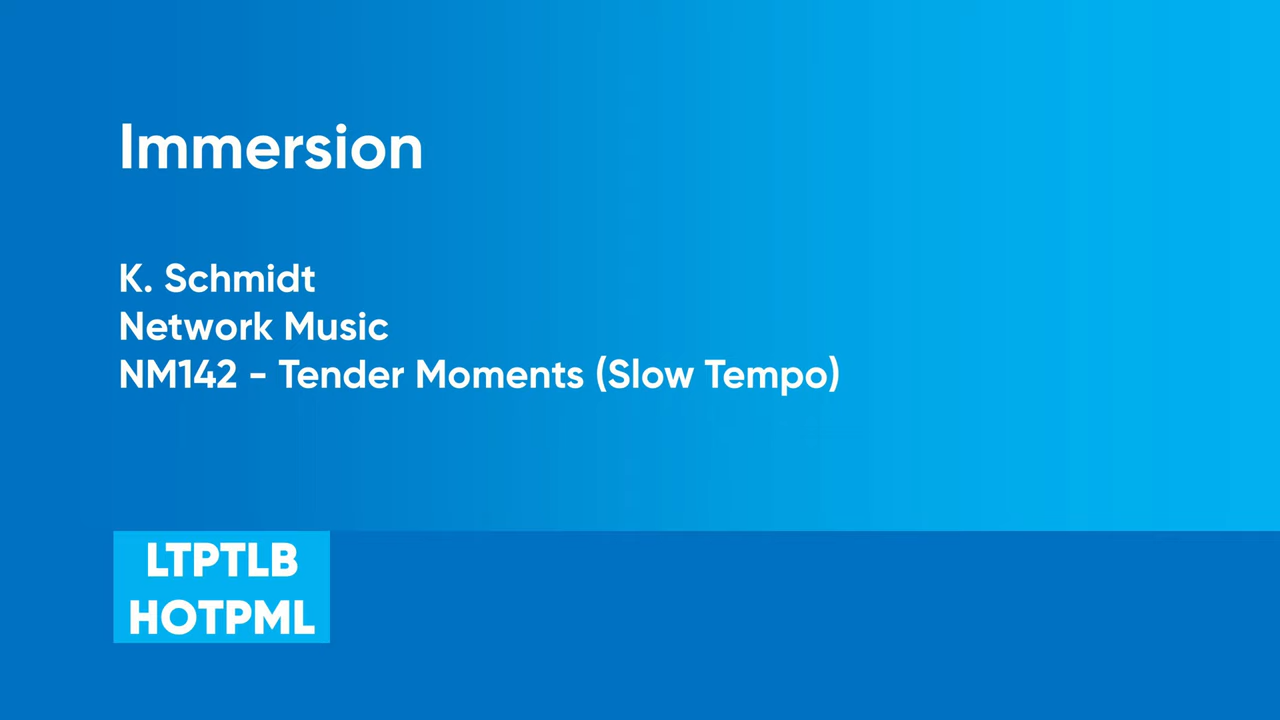 Immersion
K. Schmidt
Network Music
NM142 - Tender Moments (Slow Tempo)
LTPTLB
HOTPML